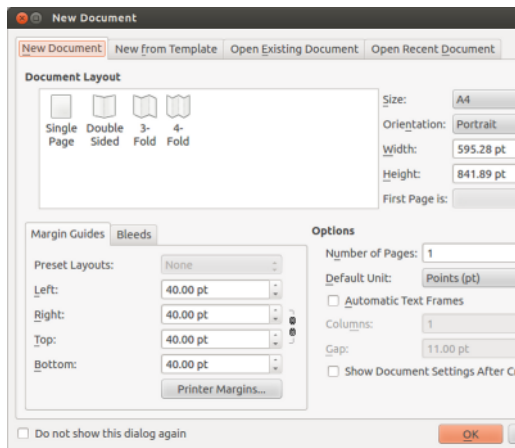 New Document
New Document New from Template Open Existing Document Open Recent Document
Document Layout
Single Page
Double Sided
3-Fold
4-Fold
Size: A4
Orientation: Portrait
Width: 595.28 pt
Height: 841.89 pt
First Page is:
Margin Guides Bleeds
Preset Layouts: None
Left: 40.00 pt
Right: 40.00 pt
Top: 40.00 pt
Bottom: 40.00 pt
Printer Margins...
Options
Number of Pages: 1
Default Unit: Points (pt)
Automatic Text Frames
Columns: 1
Gap: 11.00 pt
Show Document Settings After
Do not show this dialog again
OK